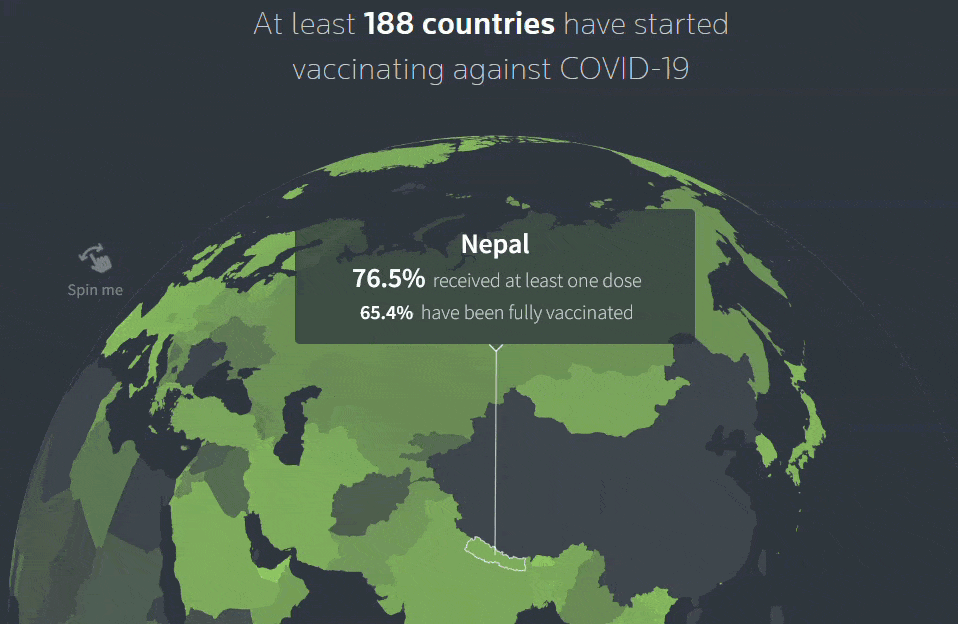 At least 188 countries have started
vaccinating against COVID-19
Nepal
76.5% received at least one dose
65.4% have been fully vaccinated
Spin me